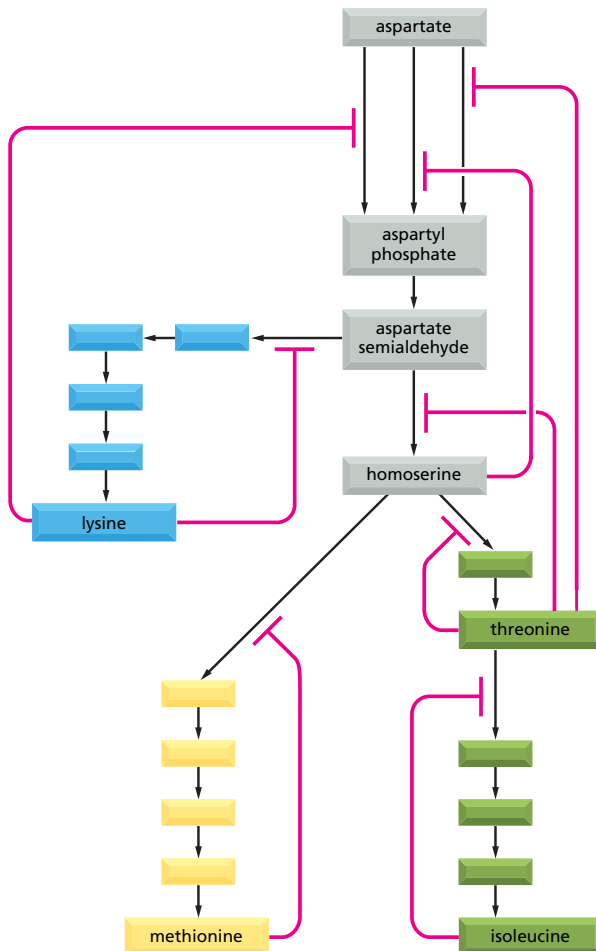 aspartate
aspartyl
phosphate
aspartate
semialdehyde
homoserine
lysine
threonine
methionine
isoleucine